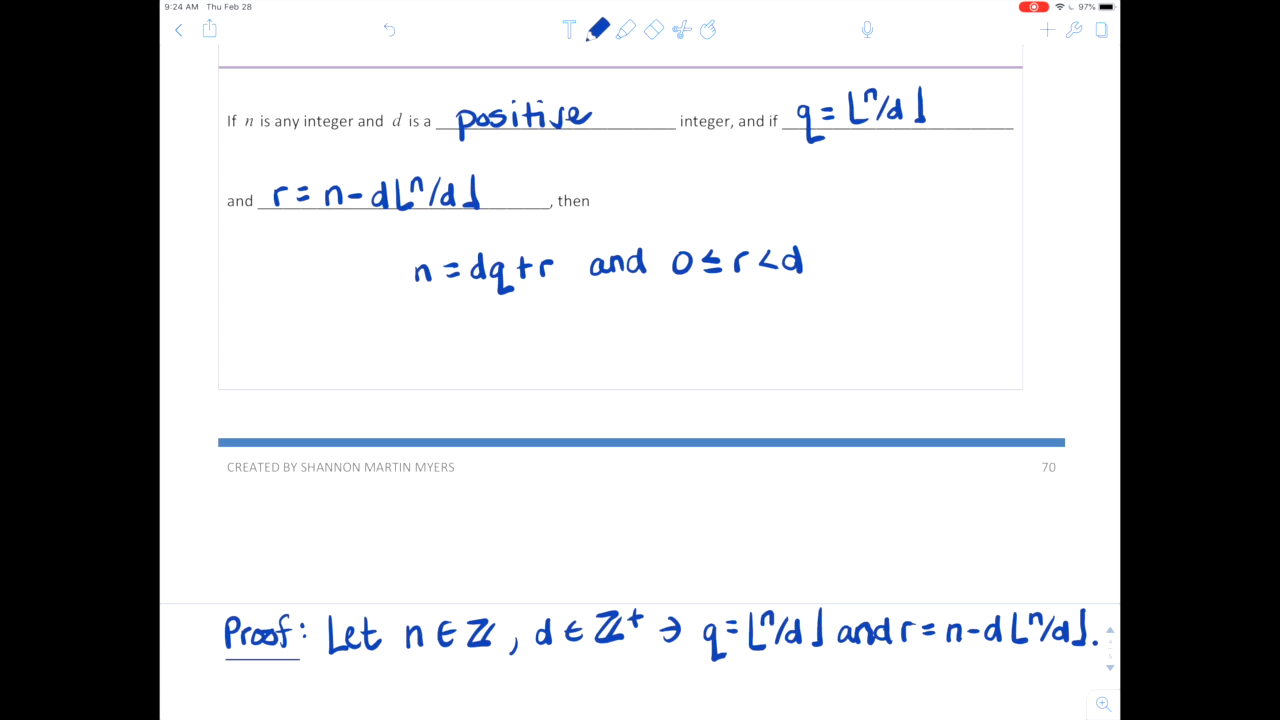 9:24 AM Thu Feb 28 97%
T
If n is any integer and d is a positive integer, and if q = ⌊n/d⌋
and r = n - d⌊n/d⌋, then
n = dq + r and 0 ≤ r < d
CREATED BY SHANNON MARTIN MYERS 70
Proof: Let n ∈ ℤ, d ∈ ℤ⁺ ∋ q = ⌊n/d⌋ and r = n - d⌊n/d⌋.